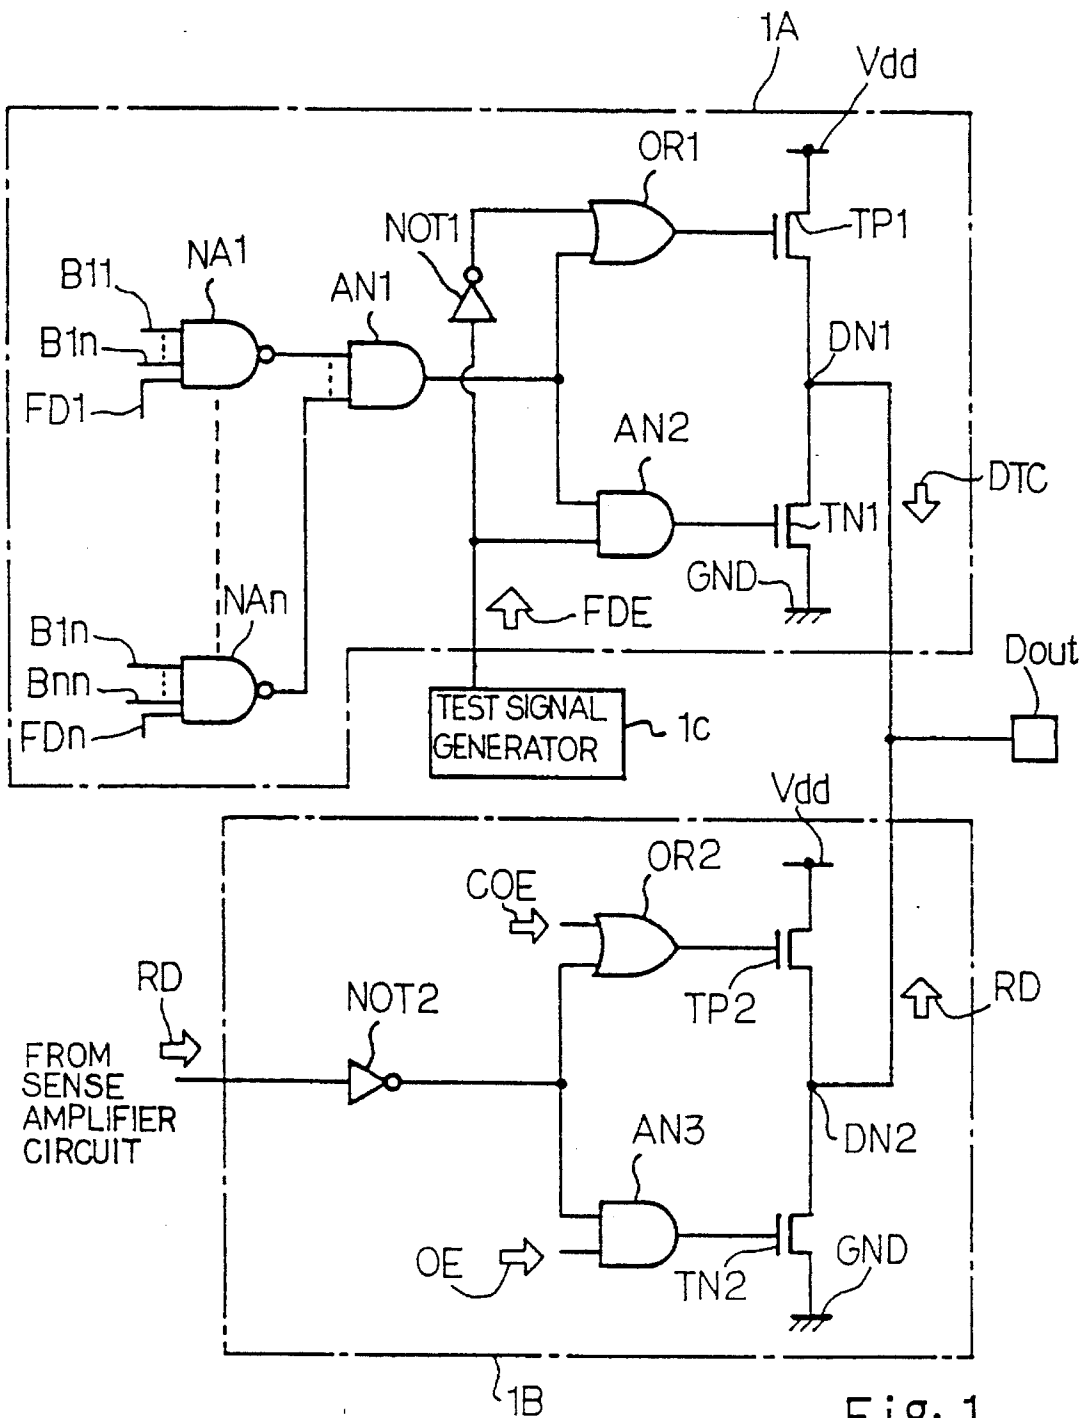 1A
Vdd
OR1
NOT1
TP1
NA1
B11
AN1
B1n
DN1
FD1
AN2
DTC
TN1
GND
NAn
FDE
B1n
Dout
Bnn
FDn
TEST SIGNAL
GENERATOR
1c
Vdd
OR2
COE
RD
NOT2
TP2
RD
FROM
SENSE
AMPLIFIER
CIRCUIT
AN3
DN2
OE
TN2
GND
1B
Fig. 1